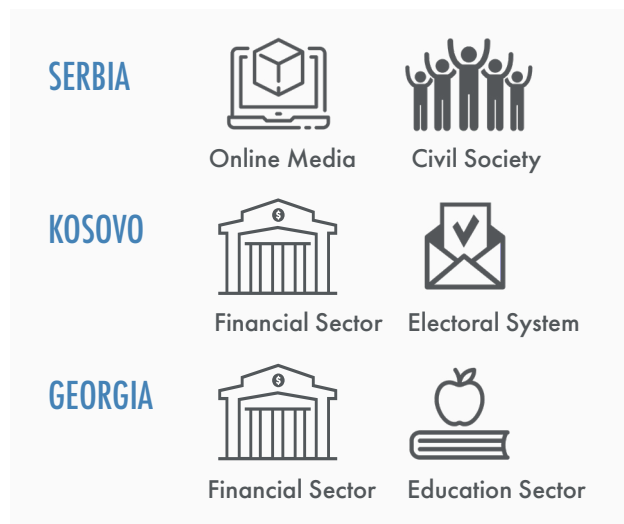 SERBIA
Online Media
Civil Society
KOSOVO
$
Financial Sector
Electoral System
GEORGIA
$
Financial Sector
Education Sector